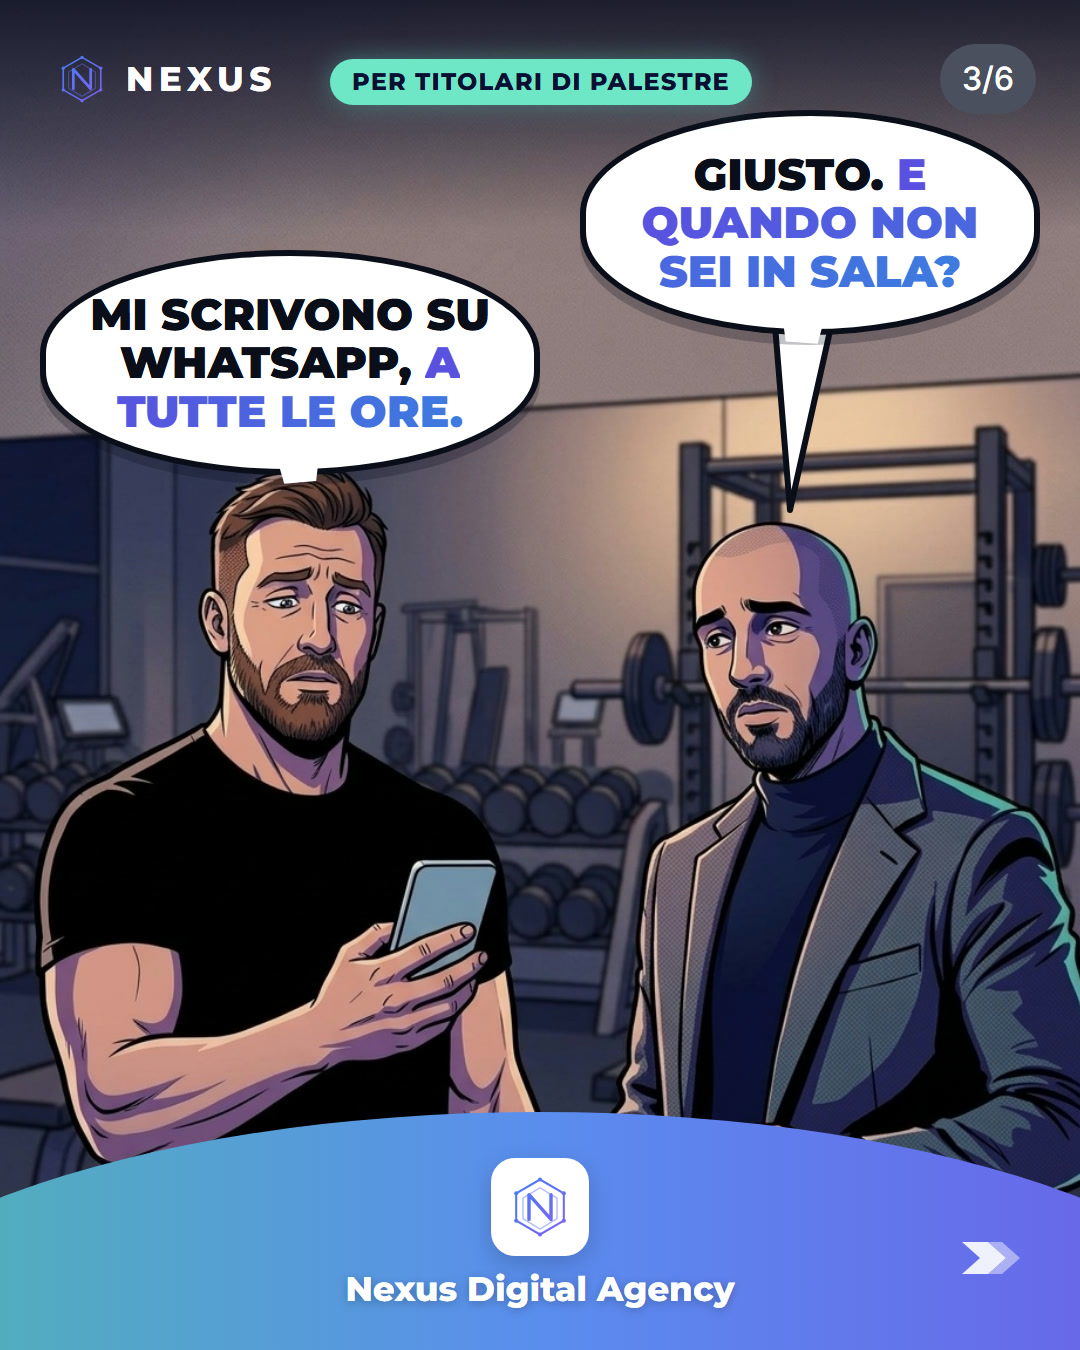 NEXUS
PER TITOLARI DI PALESTRE
3/6
MI SCRIVONO SU
WHATSAPP, A
TUTTE LE ORE.
GIUSTO. E
QUANDO NON
SEI IN SALA?
N
Nexus Digital Agency